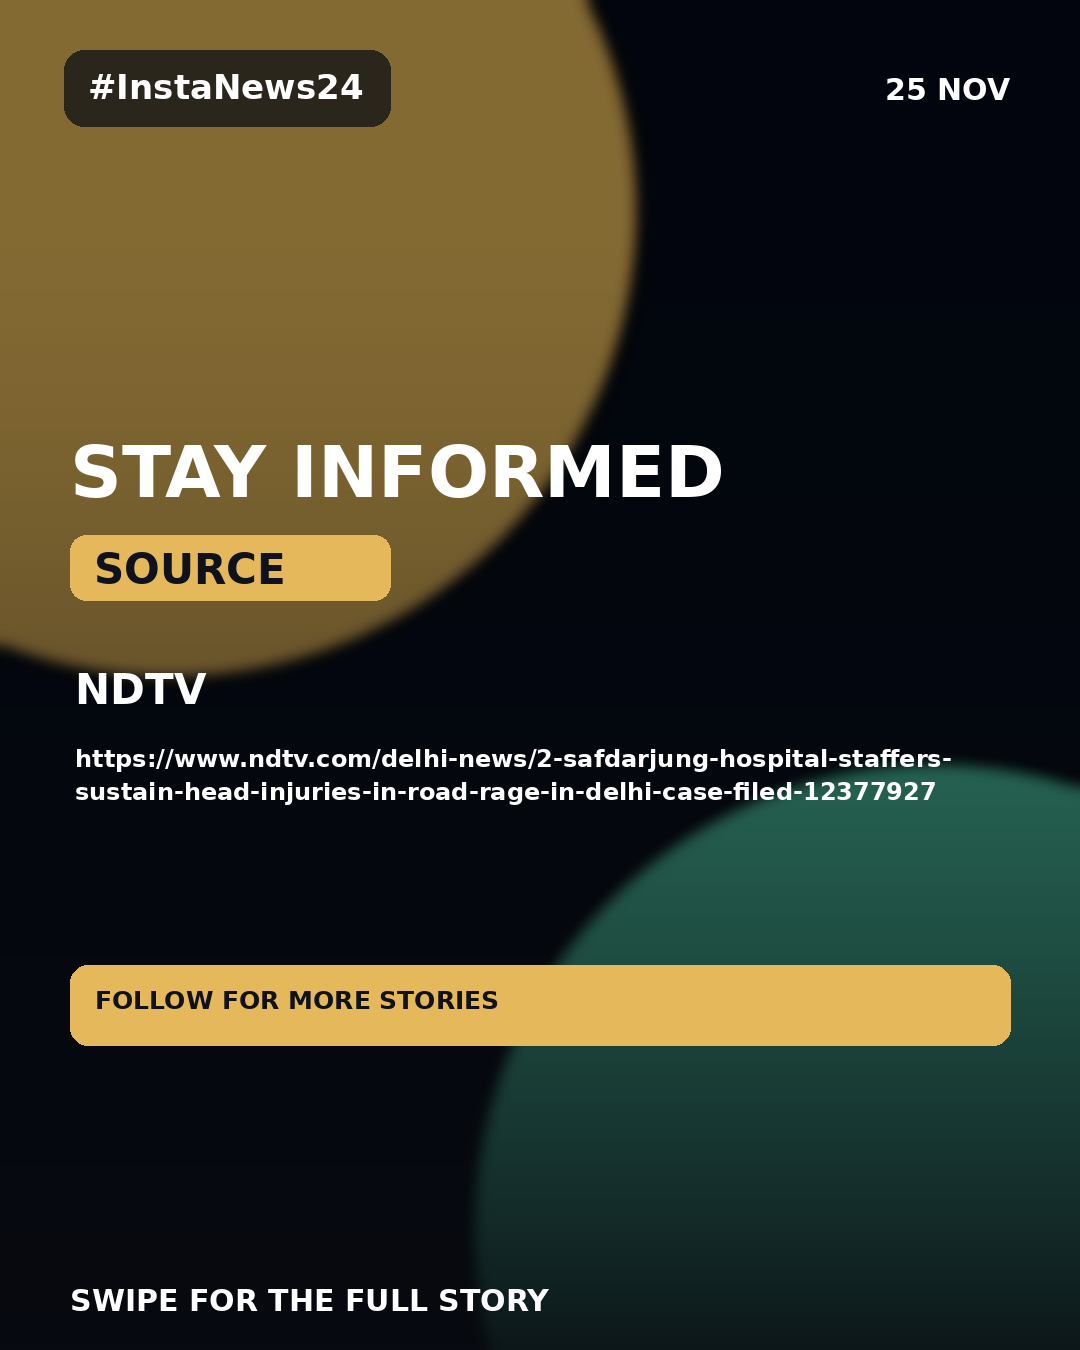 #InstaNews24
25 NOV
STAY INFORMED
SOURCE
NDTV
https://www.ndtv.com/delhi-news/2-safdarjung-hospital-staffers-
sustain-head-injuries-in-road-rage-in-delhi-case-filed-12377927
FOLLOW FOR MORE STORIES
SWIPE FOR THE FULL STORY